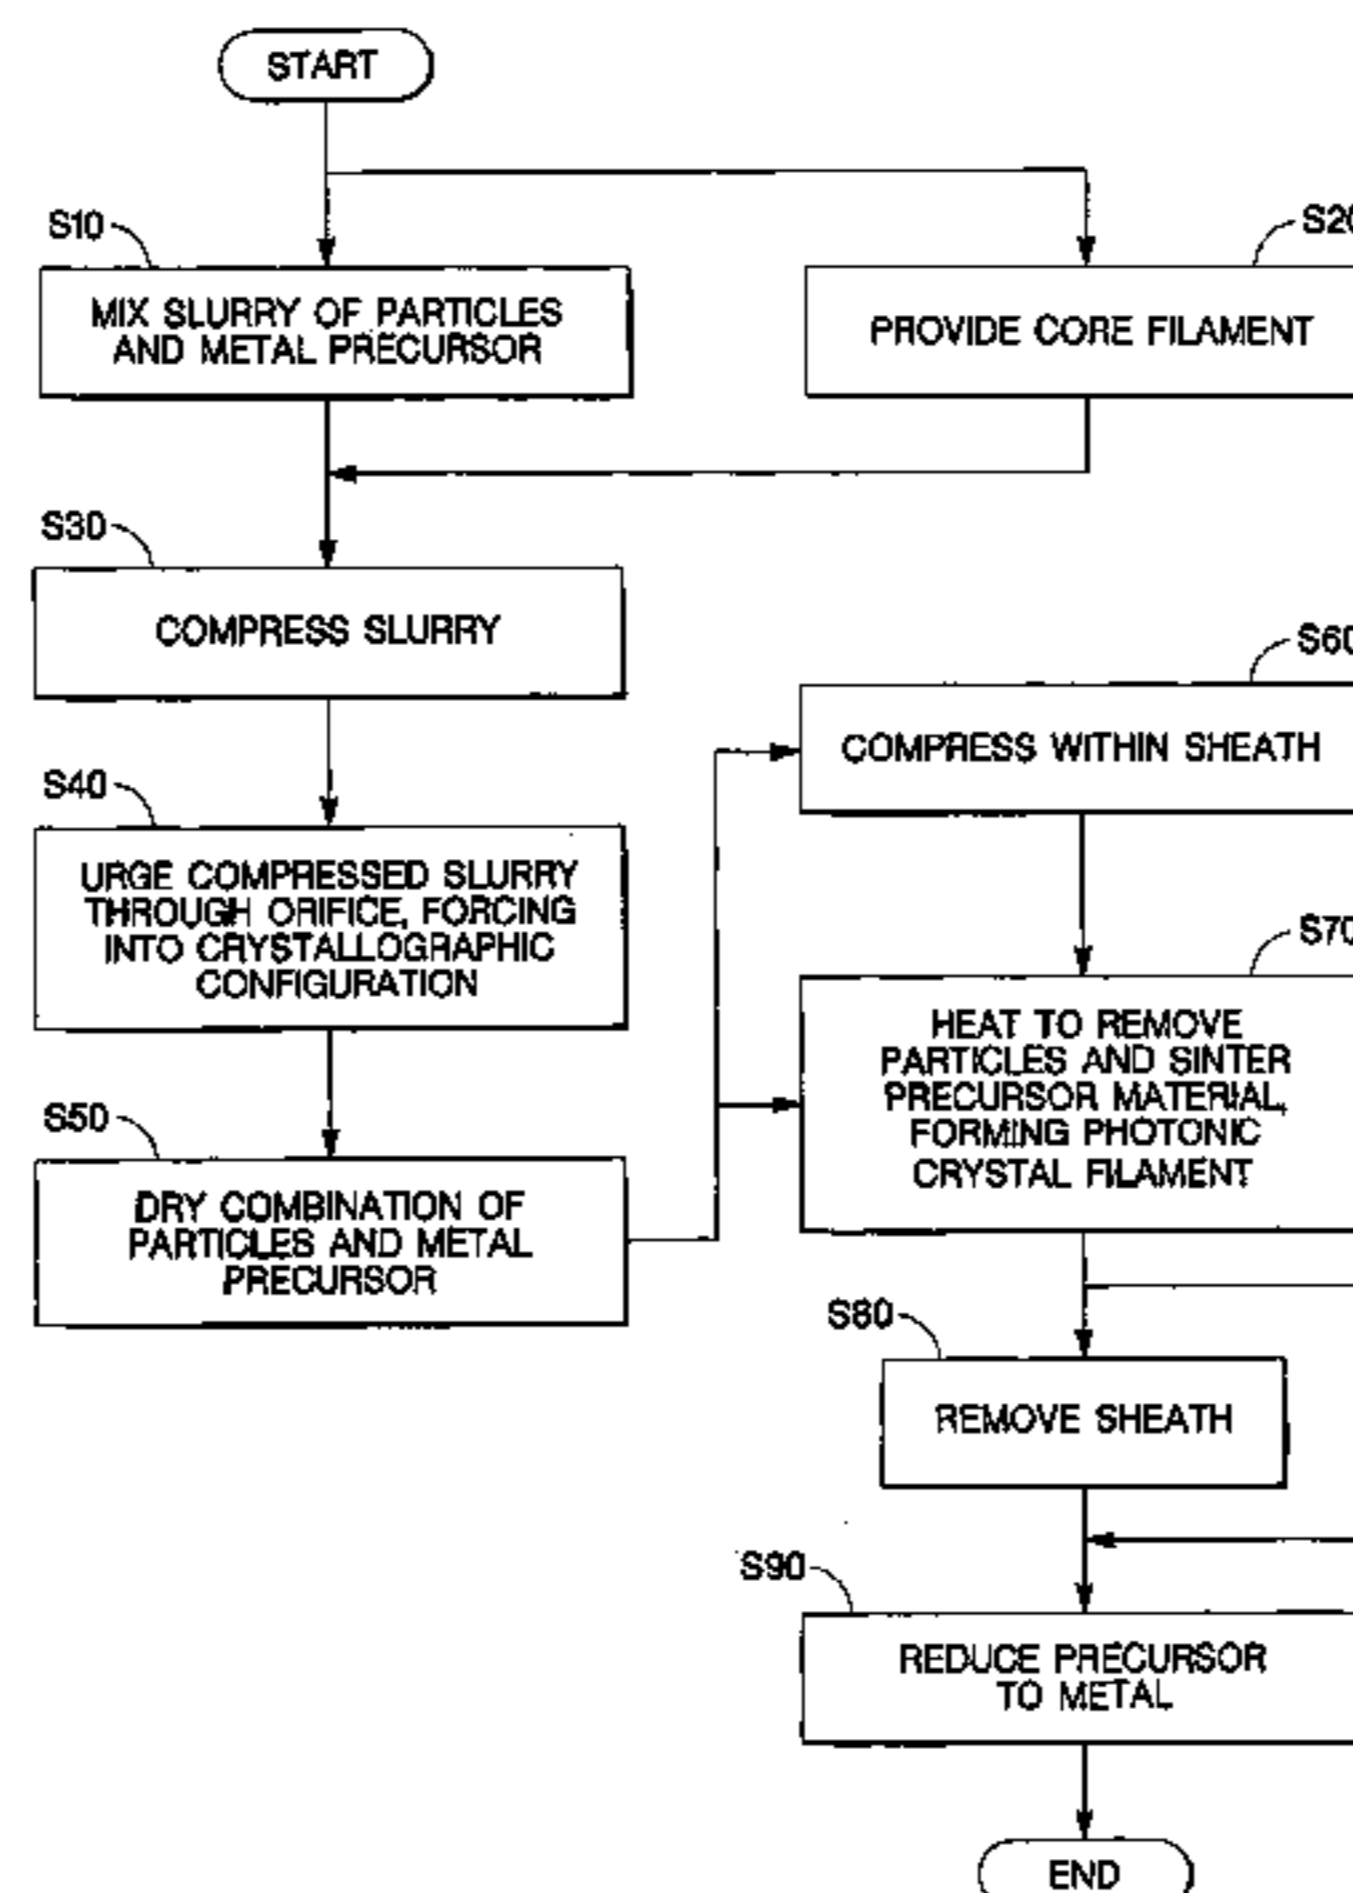 START
S10
MIX SLURRY OF PARTICLES
AND METAL PRECURSOR
S20
PROVIDE CORE FILAMENT
S30
COMPRESS SLURRY
S40
URGE COMPRESSED SLURRY
THROUGH ORIFICE, FORCING
INTO CRYSTALLOGRAPHIC
CONFIGURATION
S50
DRY COMBINATION OF
PARTICLES AND METAL
PRECURSOR
S60
COMPRESS WITHIN SHEATH
S70
HEAT TO REMOVE
PARTICLES AND SINTER
PRECURSOR MATERIAL,
FORMING PHOTONIC
CRYSTAL FILAMENT
S80
REMOVE SHEATH
S90
REDUCE PRECURSOR
TO METAL
END